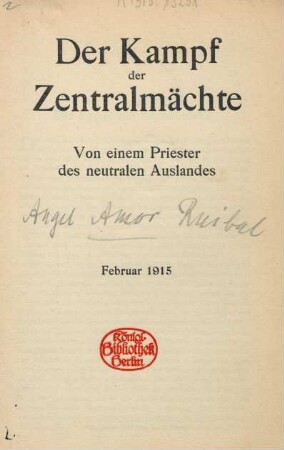 Der Kampf
der
Zentralmächte
Von einem Priester
des neutralen Auslandes
Angel Amor Ruibal
Februar 1915
Königl.
Bibliothek
Berlin